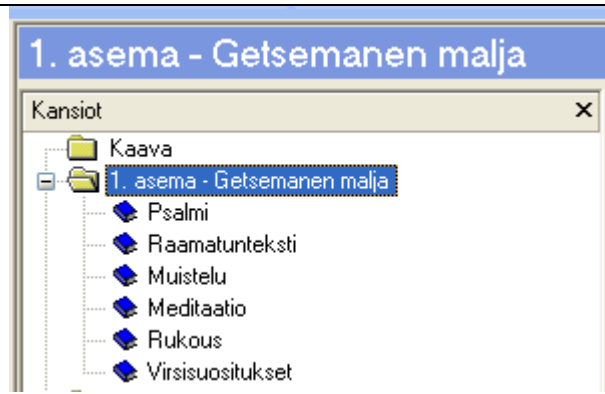 1. asema - Getsemanen malja
Kansiot
Kaava
1. asema - Getsemanen malja
Psalmi
Raamatunteksti
Muistelu
Meditaatio
Rukous
Virsisuositukset